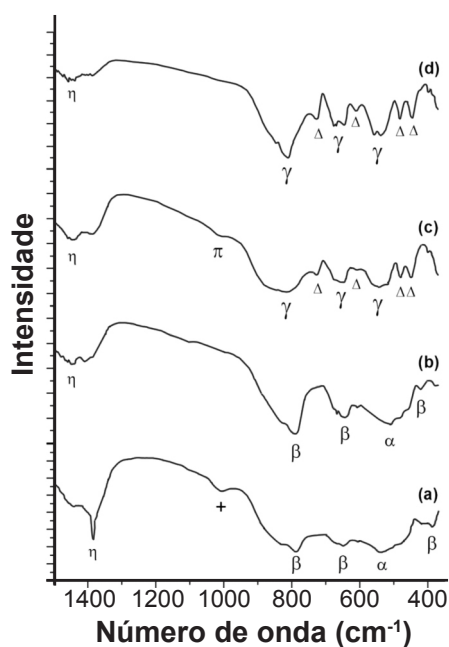 (d)
η Δ Δ Δ Δ
γ γ γ
(c)
η π Δ Δ Δ Δ
γ γ γ
(b)
η β β α β
(a)
η + β β α β
Intensidade
1400 1200 1000 800 600 400
Número de onda (cm⁻¹)